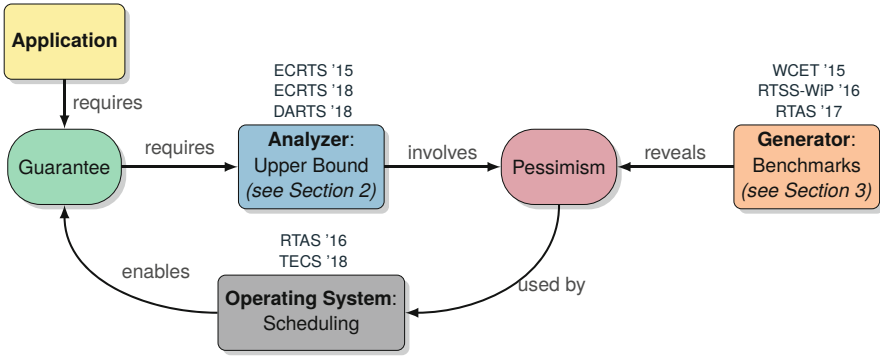 Application
requires
Guarantee
requires
ECRTS '15
ECRTS '18
DARTS '18
Analyzer:
Upper Bound
(see Section 2)
involves
Pessimism
reveals
WCET '15
RTSS-WiP '16
RTAS '17
Generator:
Benchmarks
(see Section 3)
enables
RTAS '16
TECS '18
Operating System:
Scheduling
used by